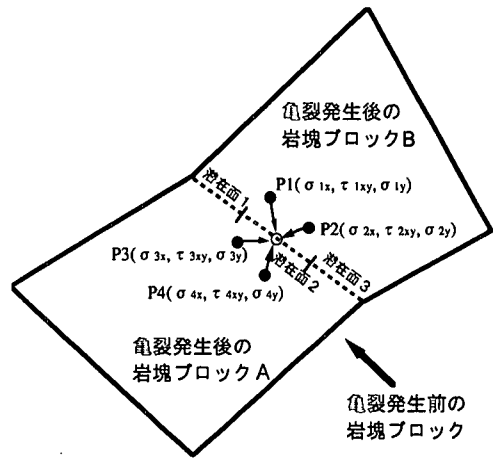 亀裂発生後の
岩塊ブロックB
潜在面1
P1(σ1x, τ1xy, σ1y)
P2(σ2x, τ2xy, σ2y)
P3(σ3x, τ3xy, σ3y)
潜在面2
潜在面3
P4(σ4x, τ4xy, σ4y)
亀裂発生後の
岩塊ブロックA
亀裂発生前の
岩塊ブロック